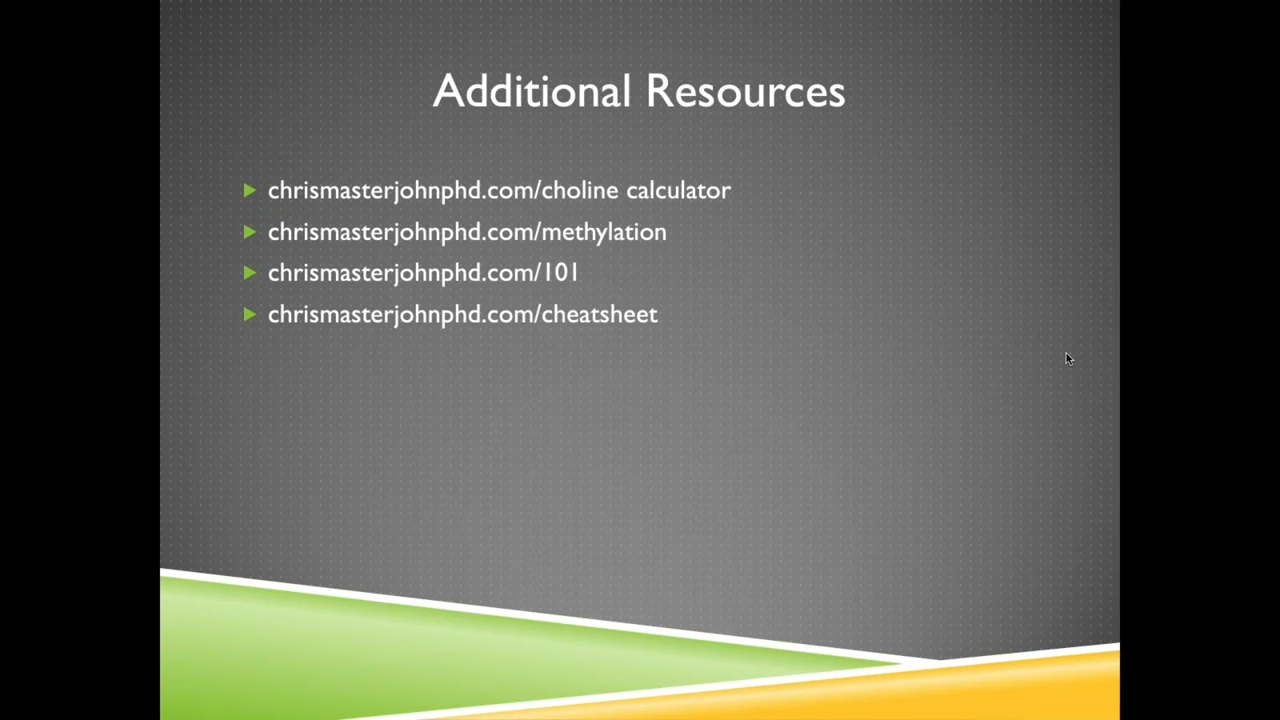 Additional Resources
chrismasterjohnphd.com/choline calculator
chrismasterjohnphd.com/methylation
chrismasterjohnphd.com/101
chrismasterjohnphd.com/cheatsheet